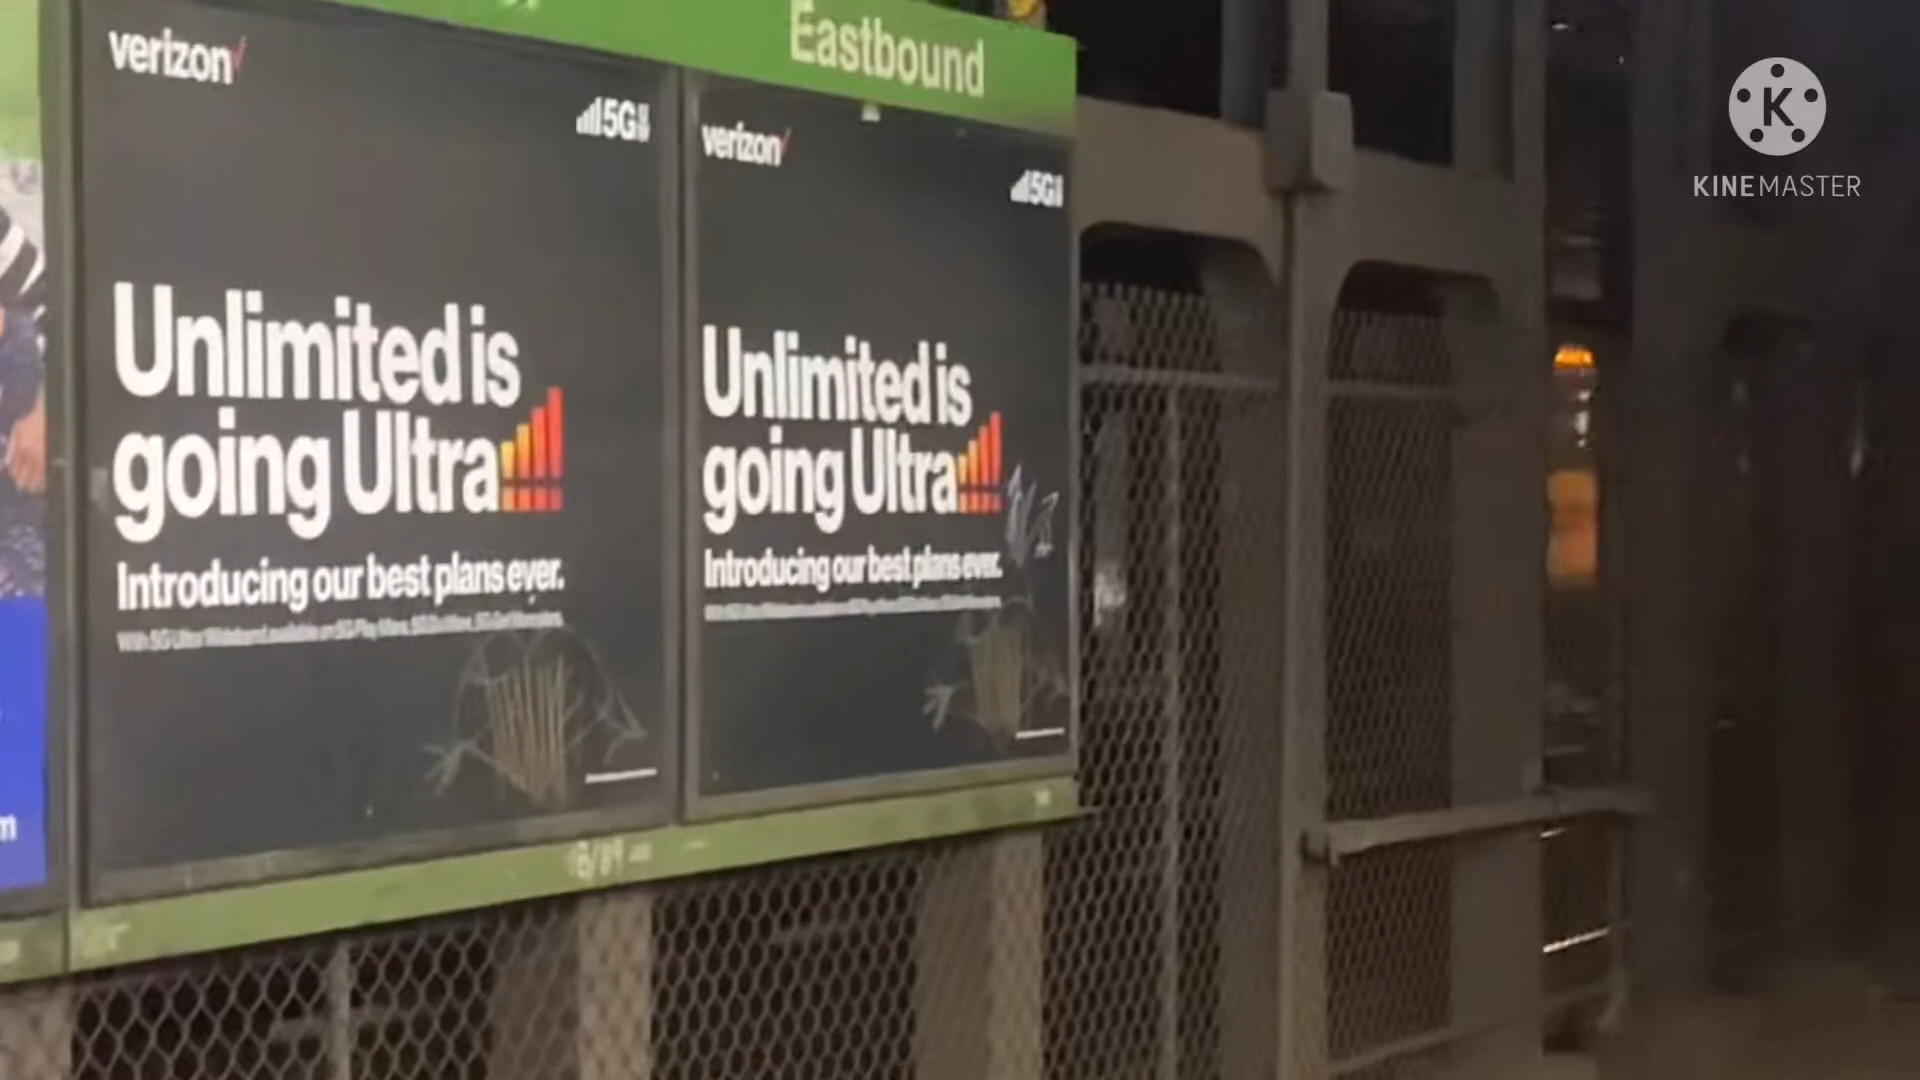 Eastbound
verizon
5G
Unlimited is
going Ultra
Introducing our best plans ever.
verizon
5G
Unlimited is
going Ultra
Introducing our best plans ever.
m
K
KINEMASTER